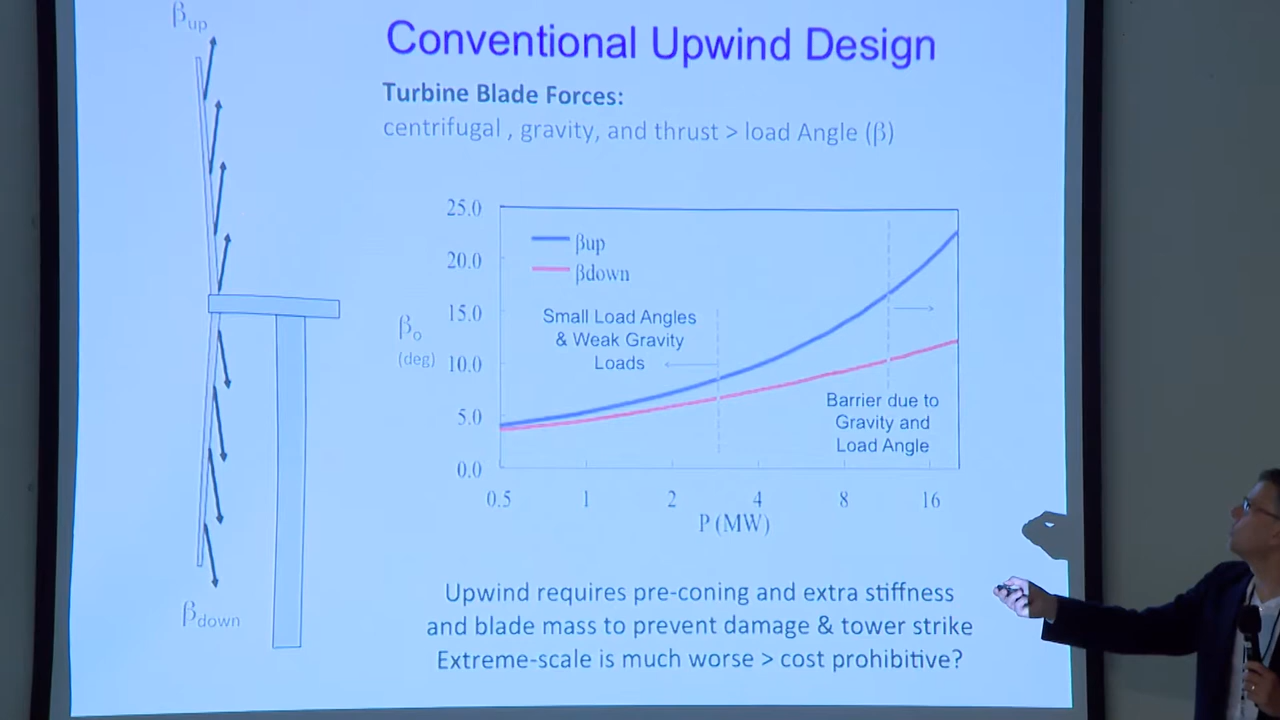 βup
Conventional Upwind Design
Turbine Blade Forces:
centrifugal , gravity, and thrust > load Angle (β)
25.0
20.0
15.0
10.0
5.0
0.0
βo
(deg)
βup
βdown
Small Load Angles
& Weak Gravity
Loads
Barrier due to
Gravity and
Load Angle
0.5 1 2 4 8 16
P (MW)
βdown
Upwind requires pre-coning and extra stiffness
and blade mass to prevent damage & tower strike
Extreme-scale is much worse > cost prohibitive?